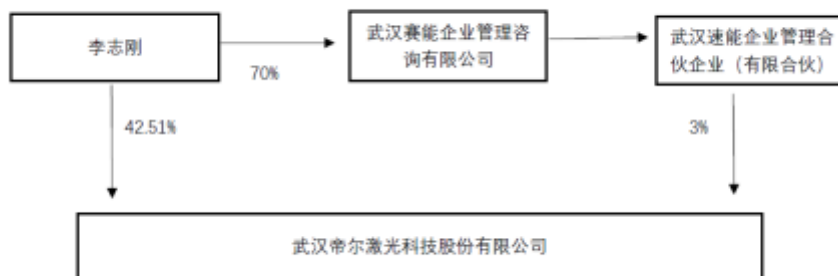 李志刚
武汉赛能企业管理咨
询有限公司
武汉速能企业管理合
伙企业（有限合伙）
70%
42.51%
3%
武汉帝尔激光科技股份有限公司